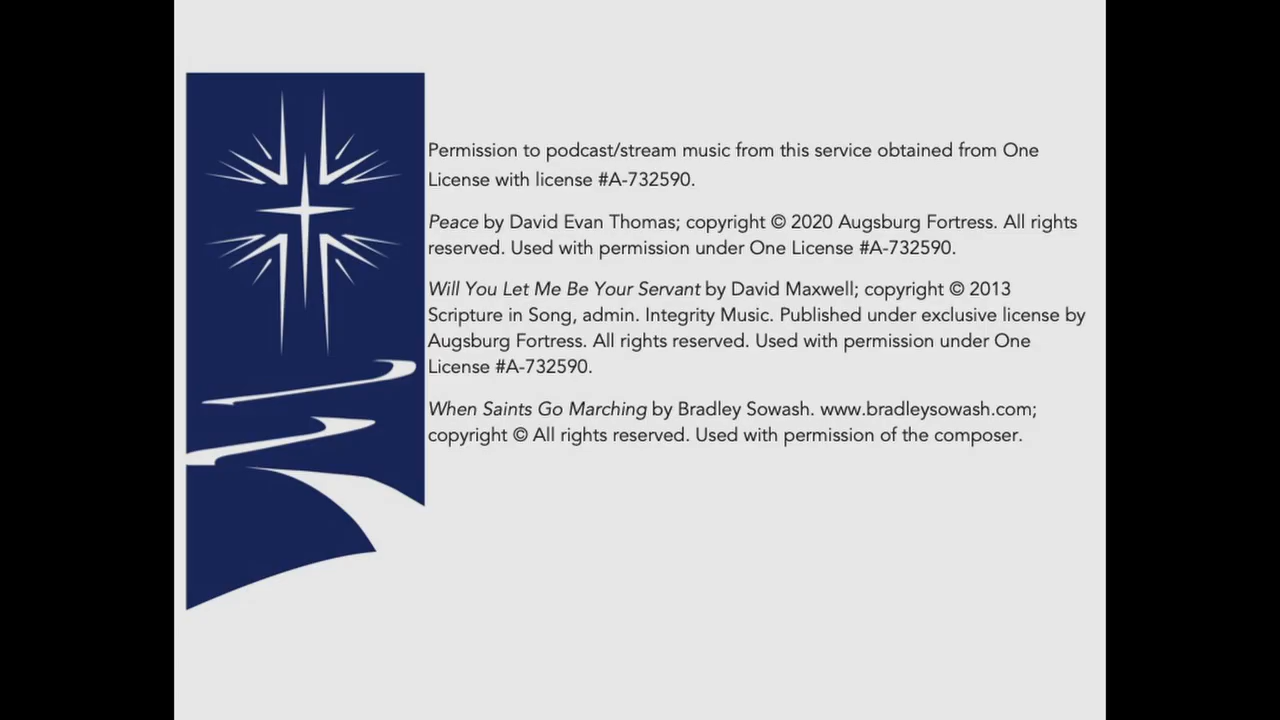 Permission to podcast/stream music from this service obtained from One
License with license #A-732590.
Peace by David Evan Thomas; copyright © 2020 Augsburg Fortress. All rights
reserved. Used with permission under One License #A-732590.
Will You Let Me Be Your Servant by David Maxwell; copyright © 2013
Scripture in Song, admin. Integrity Music. Published under exclusive license by
Augsburg Fortress. All rights reserved. Used with permission under One
License #A-732590.
When Saints Go Marching by Bradley Sowash. www.bradleysowash.com;
copyright © All rights reserved. Used with permission of the composer.